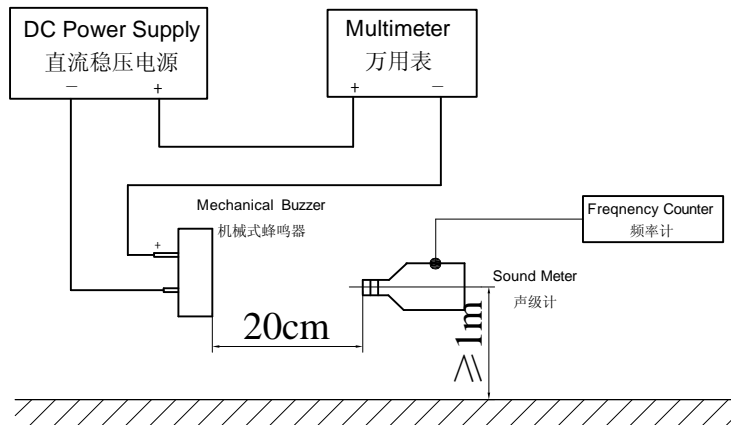 DC Power Supply
直流稳压电源
－ +
Multimeter
万用表
+ －
Mechanical Buzzer
机械式蜂鸣器
+
Freqnency Counter
频率计
Sound Meter
声级计
20cm
≥1m